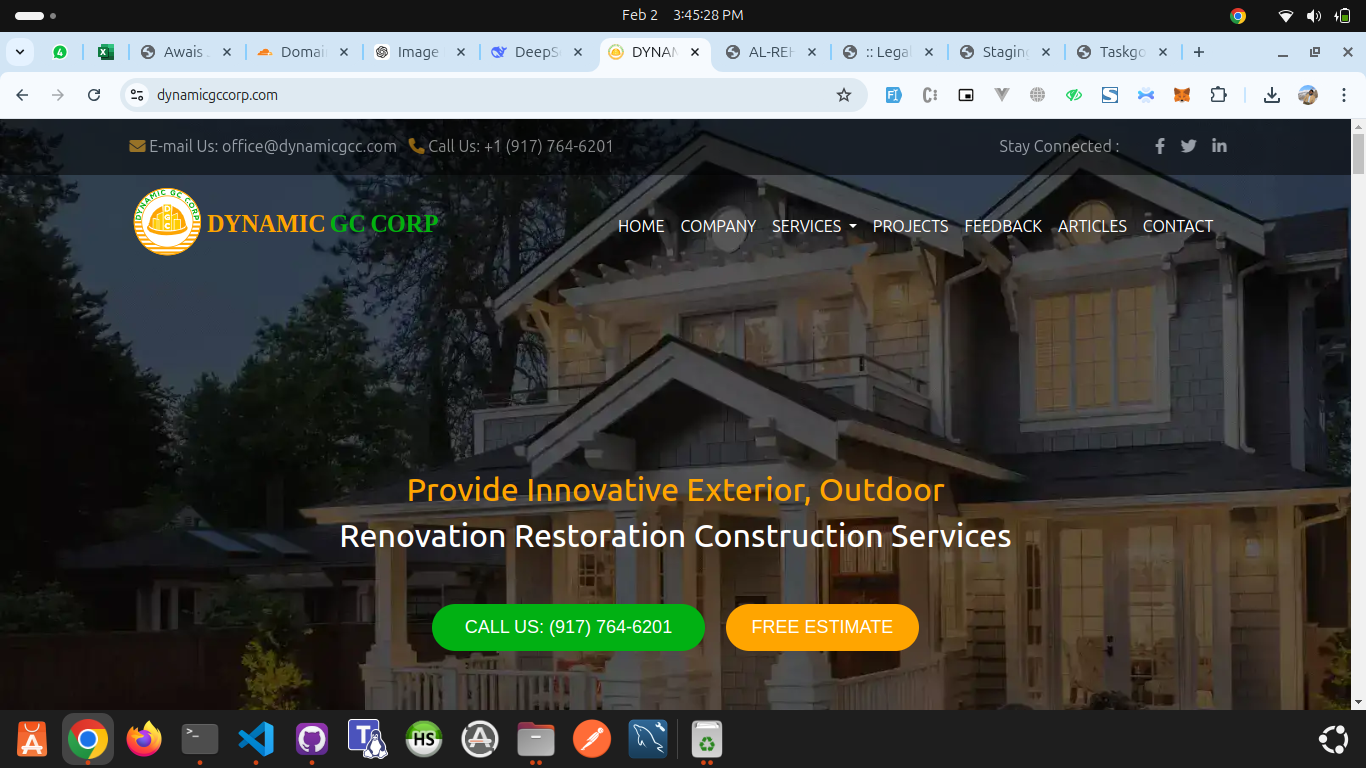 Feb 2 3:45:28 PM
4 Awais Domai Image DeepS DYNAM AL-REH :: Legal Staging Taskgo
dynamicgccorp.com
E-mail Us: office@dynamicgcc.com Call Us: +1 (917) 764-6201 Stay Connected :
DYNAMIC GC CORP
DYNAMIC GC CORP HOME COMPANY SERVICES PROJECTS FEEDBACK ARTICLES CONTACT
Provide Innovative Exterior, Outdoor
Renovation Restoration Construction Services
CALL US: (917) 764-6201 FREE ESTIMATE
HS